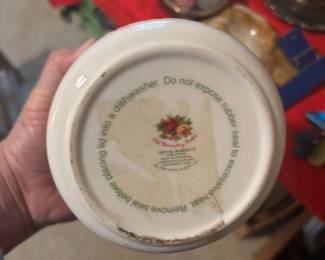 Do not expose rubber seal to excessive heat. Remove seal before placing lid into a dishwasher.
Old Country Roses